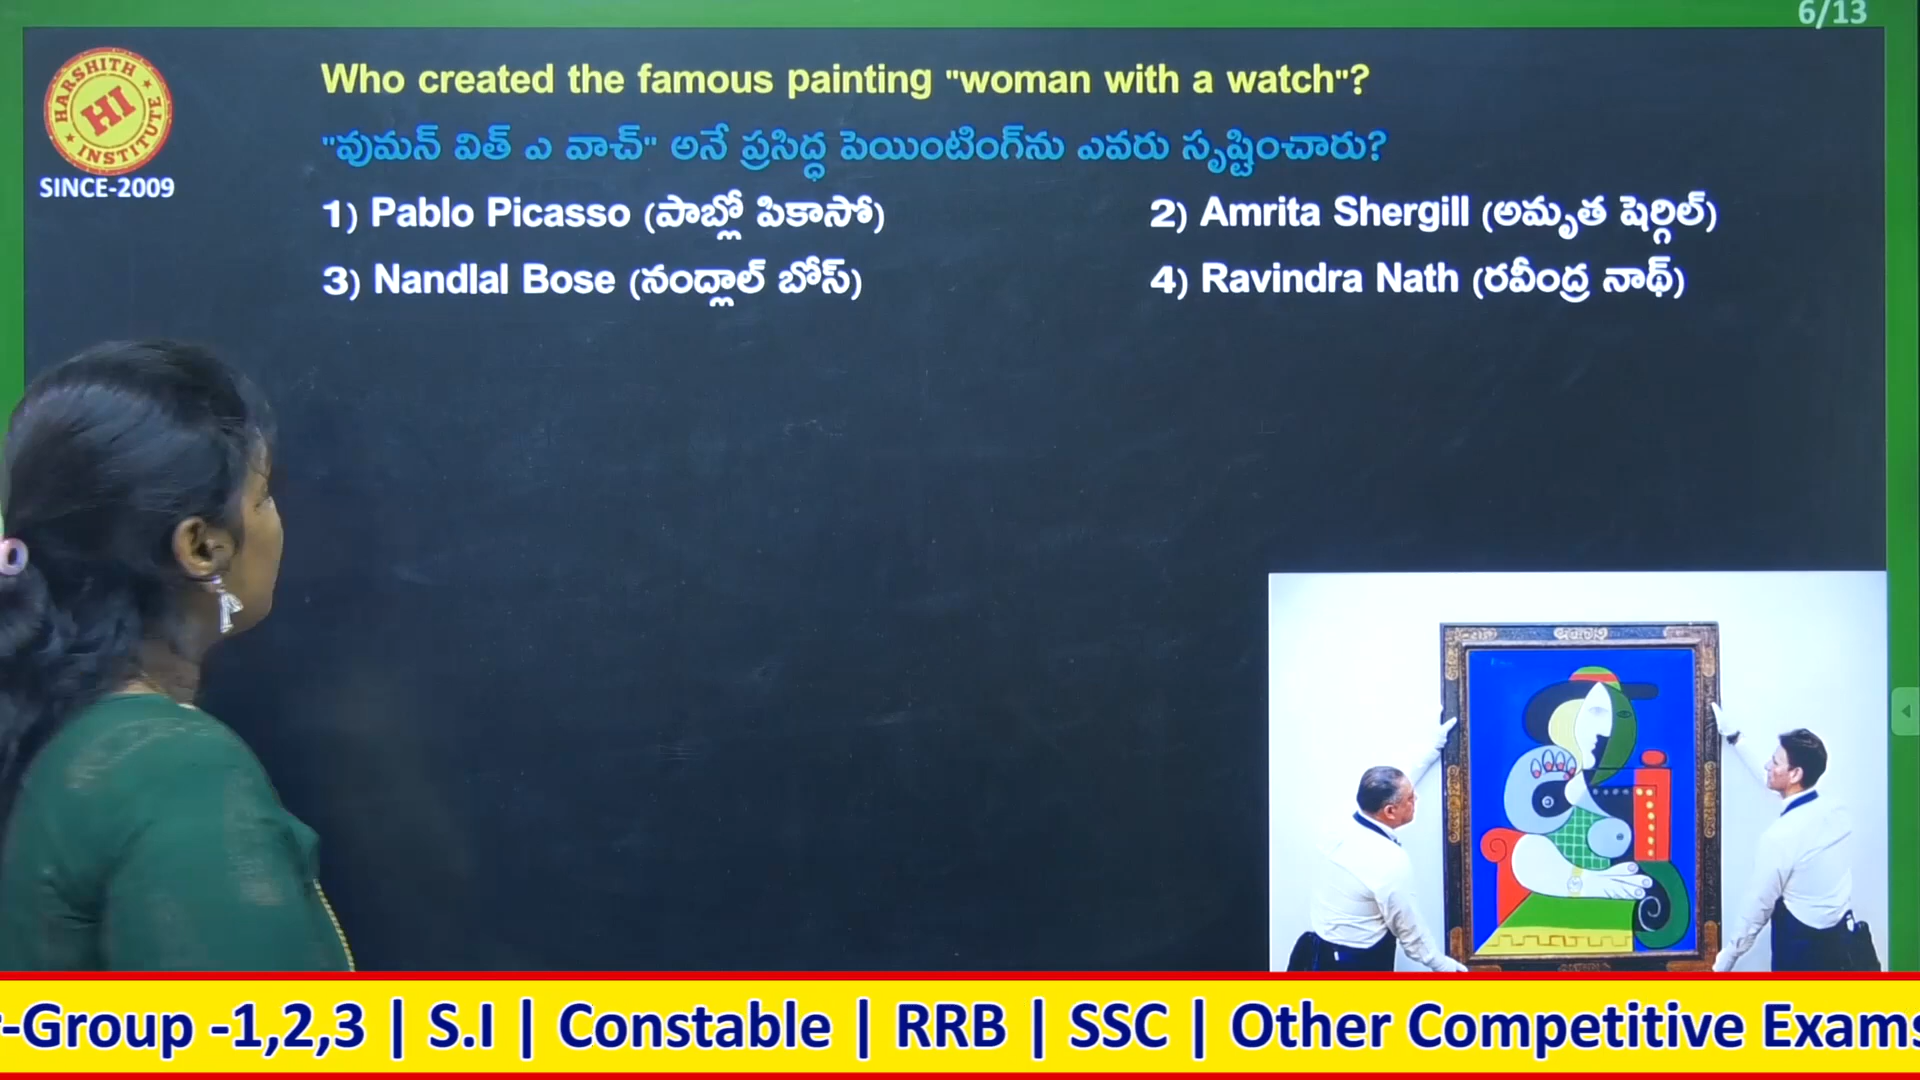 6/13
HARSHITH
HI
INSTITUTE
SINCE-2009
Who created the famous painting "woman with a watch"?
"వుమన్ విత్ ఎ వాచ్" అనే ప్రసిద్ధ పెయింటింగ్‌ను ఎవరు సృష్టించారు?
1) Pablo Picasso (పాబ్లో పికాసో)
2) Amrita Shergill (అమృత షెర్గిల్)
3) Nandlal Bose (నంద్లాల్ బోస్)
4) Ravindra Nath (రవీంద్ర నాథ్)
-Group -1,2,3 | S.I | Constable | RRB | SSC | Other Competitive Exams